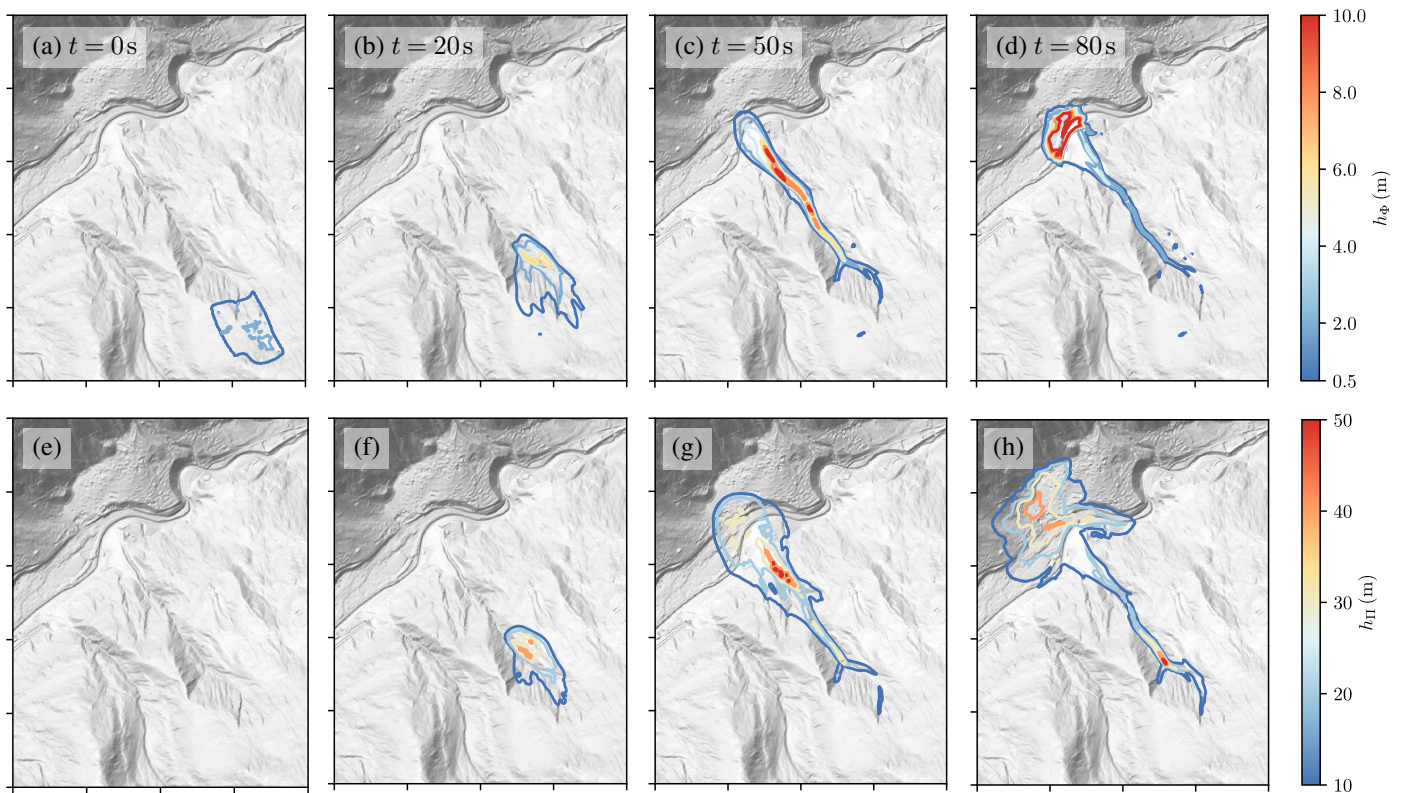 (a) t = 0 s
(b) t = 20 s
(c) t = 50 s
(d) t = 80 s
10.0
8.0
6.0
4.0
2.0
0.5
h_Φ (m)
(e)
(f)
(g)
(h)
50
40
30
20
10
h_Π (m)